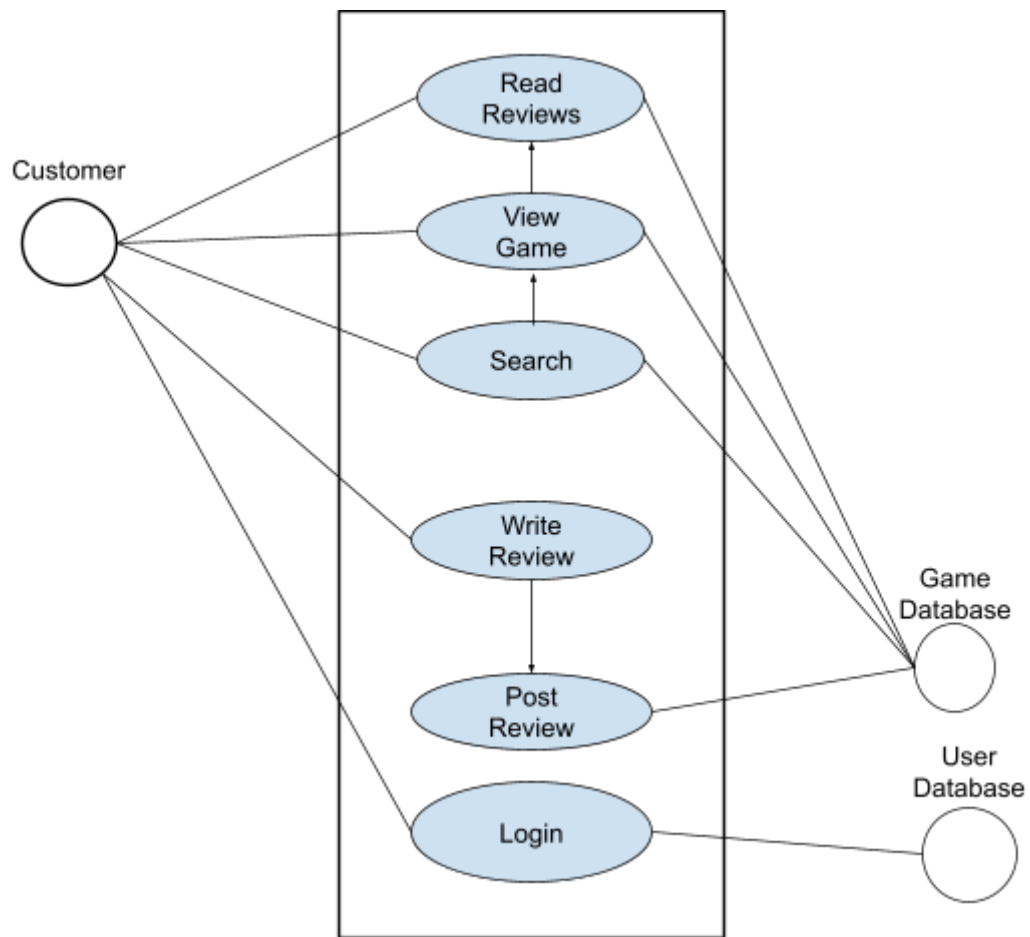 Read
Reviews
Customer
View
Game
Search
Write
Review
Game
Database
Post
Review
User
Database
Login